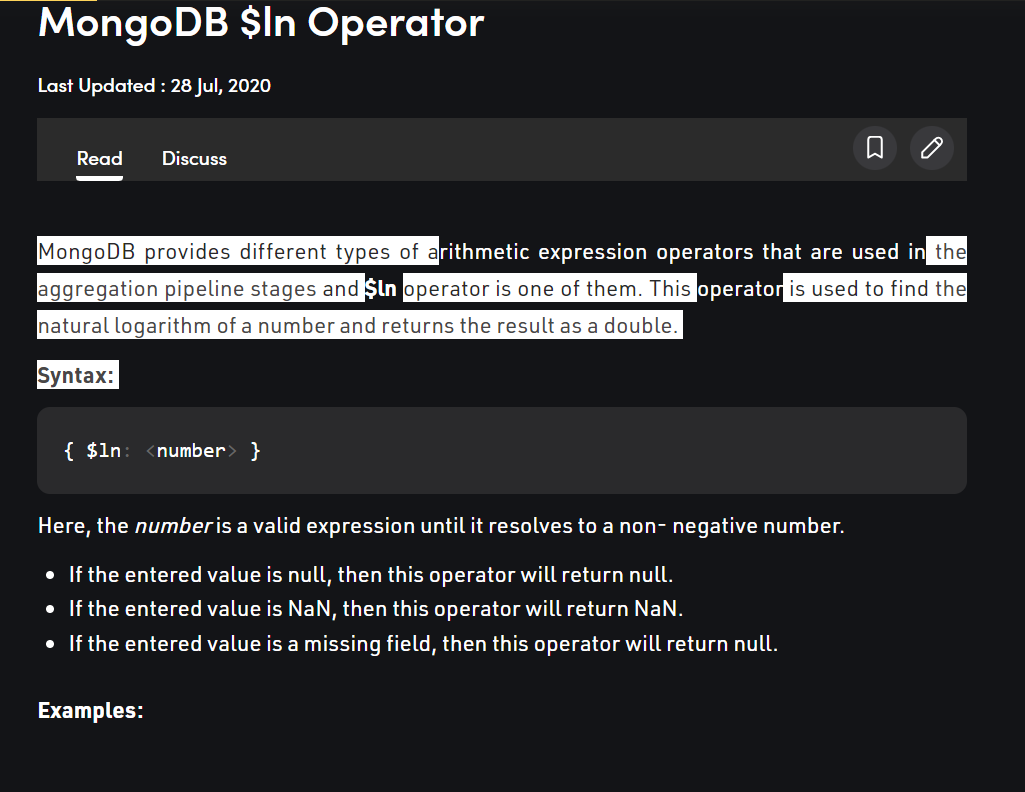 MongoDB $ln Operator
Last Updated : 28 Jul, 2020
Read Discuss
MongoDB provides different types of arithmetic expression operators that are used in the
aggregation pipeline stages and $ln operator is one of them. This operator is used to find the
natural logarithm of a number and returns the result as a double.
Syntax:
{ $ln: <number> }
Here, the number is a valid expression until it resolves to a non- negative number.
• If the entered value is null, then this operator will return null.
• If the entered value is NaN, then this operator will return NaN.
• If the entered value is a missing field, then this operator will return null.
Examples: